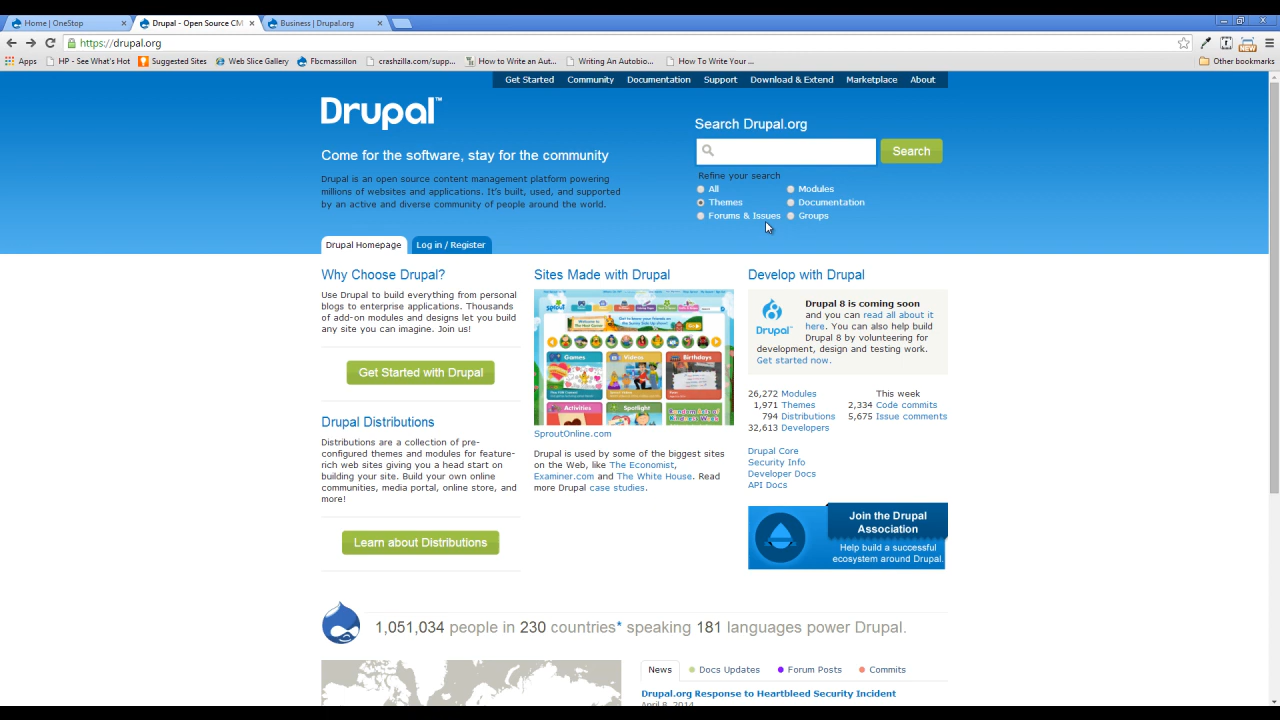 Home | OneStop
Drupal - Open Source CM
Business | Drupal.org
https://drupal.org
NEW
Apps
HP - See What's Hot
Suggested Sites
Web Slice Gallery
Fbcmassillon
crashzilla.com/supp...
How to Write an Aut...
Writing An Autobio...
How To Write Your ...
Other bookmarks
Get Started
Community
Documentation
Support
Download & Extend
Marketplace
About
Drupal™
Search Drupal.org
Search
Come for the software, stay for the community
Drupal is an open source content management platform powering
millions of websites and applications. It's built, used, and supported
by an active and diverse community of people around the world.
Refine your search
All
Modules
Themes
Documentation
Forums & Issues
Groups
Drupal Homepage
Log in / Register
Why Choose Drupal?
Use Drupal to build everything from personal
blogs to enterprise applications. Thousands
of add-on modules and designs let you build
any site you can imagine. Join us!
Get Started with Drupal
Drupal Distributions
Distributions are a collection of pre-
configured themes and modules for feature-
rich web sites giving you a head start on
building your site. Build your own online
communities, media portal, online store, and
more!
Learn about Distributions
Sites Made with Drupal
sprout
Games
Videos
Birthdays
Activities
Spotlight
SproutOnline.com
Drupal is used by some of the biggest sites
on the Web, like The Economist,
Examiner.com and The White House. Read
more Drupal case studies.
Develop with Drupal
Drupal™
Drupal 8 is coming soon
and you can read all about it
here. You can also help build
Drupal 8 by volunteering for
development, design and testing work.
Get started now.
26,272 Modules
1,971 Themes
794 Distributions
32,613 Developers
This week
2,334 Code commits
5,675 Issue comments
Drupal Core
Security Info
Developer Docs
API Docs
Join the Drupal
Association
Help build a successful
ecosystem around Drupal.
1,051,034 people in 230 countries* speaking 181 languages power Drupal.
News
Docs Updates
Forum Posts
Commits
Drupal.org Response to Heartbleed Security Incident
April 8, 2014